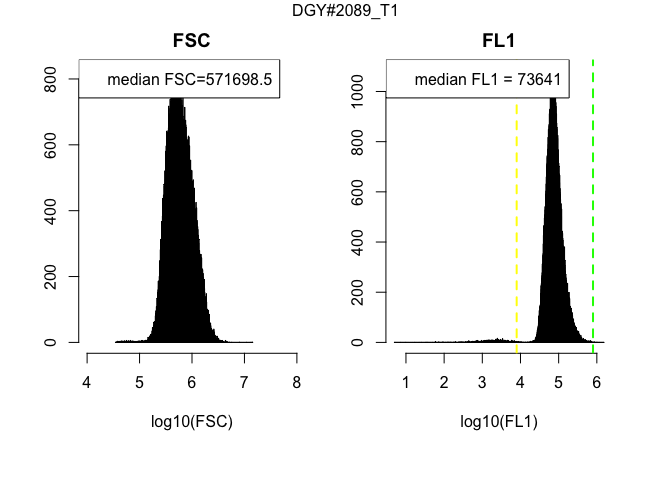 DGY#2089_T1
FSC
FL1
median FSC=571698.5
median FL1 = 73641
800
600
400
200
0
1000
800
600
400
200
0
4 5 6 7 8
1 2 3 4 5 6
log10(FSC)
log10(FL1)